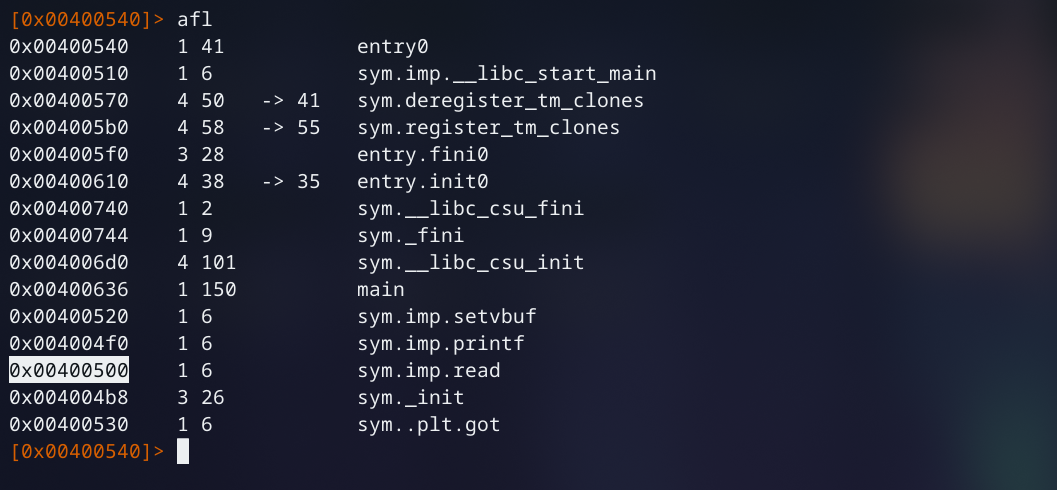 [0x00400540]> afl
0x00400540    1 41           entry0
0x00400510    1 6            sym.imp.__libc_start_main
0x00400570    4 50   -> 41   sym.deregister_tm_clones
0x004005b0    4 58   -> 55   sym.register_tm_clones
0x004005f0    3 28           entry.fini0
0x00400610    4 38   -> 35   entry.init0
0x00400740    1 2            sym.__libc_csu_fini
0x00400744    1 9            sym._fini
0x004006d0    4 101          sym.__libc_csu_init
0x00400636    1 150          main
0x00400520    1 6            sym.imp.setvbuf
0x004004f0    1 6            sym.imp.printf
0x00400500    1 6            sym.imp.read
0x004004b8    3 26           sym._init
0x00400530    1 6            sym..plt.got
[0x00400540]>